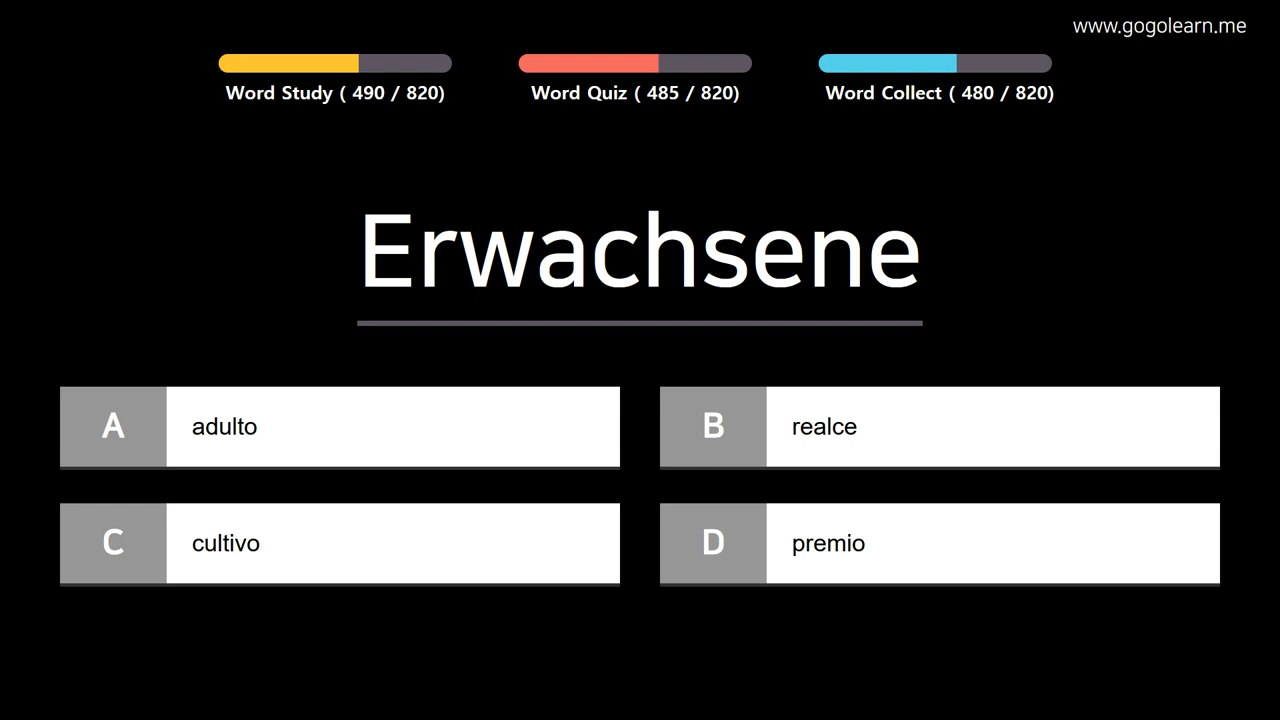 www.gogolearn.me
Word Study ( 490 / 820)
Word Quiz ( 485 / 820)
Word Collect ( 480 / 820)
Erwachsene
A adulto
B realce
C cultivo
D premio